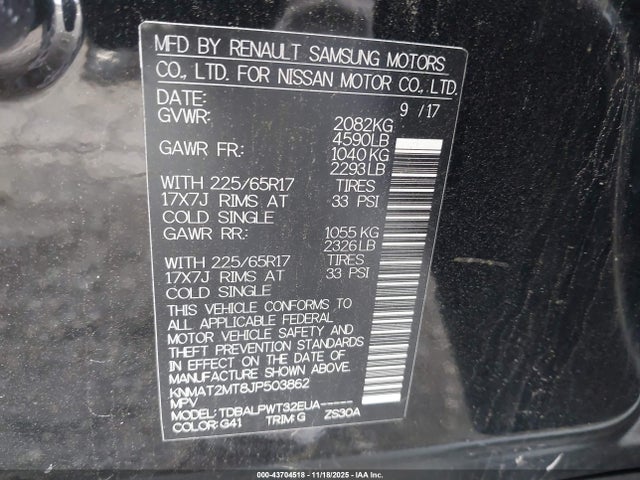 MFD BY RENAULT SAMSUNG MOTORS
CO., LTD. FOR NISSAN MOTOR CO., LTD.
DATE: 9 /17
GVWR: 2082KG
4590LB
GAWR FR: 1040KG
2293LB
WITH 225/65R17 TIRES
17X7J RIMS AT 33 PSI
COLD SINGLE
GAWR RR: 1055 KG
2326LB
WITH 225/65R17 TIRES
17X7J RIMS AT 33 PSI
COLD SINGLE
THIS VEHICLE CONFORMS TO
ALL APPLICABLE FEDERAL
MOTOR VEHICLE SAFETY AND
THEFT PREVENTION STANDARDS
IN EFFECT ON THE DATE OF
MANUFACTURE SHOWN ABOVE.
KNMAT2MT8JP503862
MPV
MODEL: TDBALPWT32EUA-----
COLOR: G41 TRIM: G ZS30A
000-43704518 - 11/18/2025 - IAAI.COM